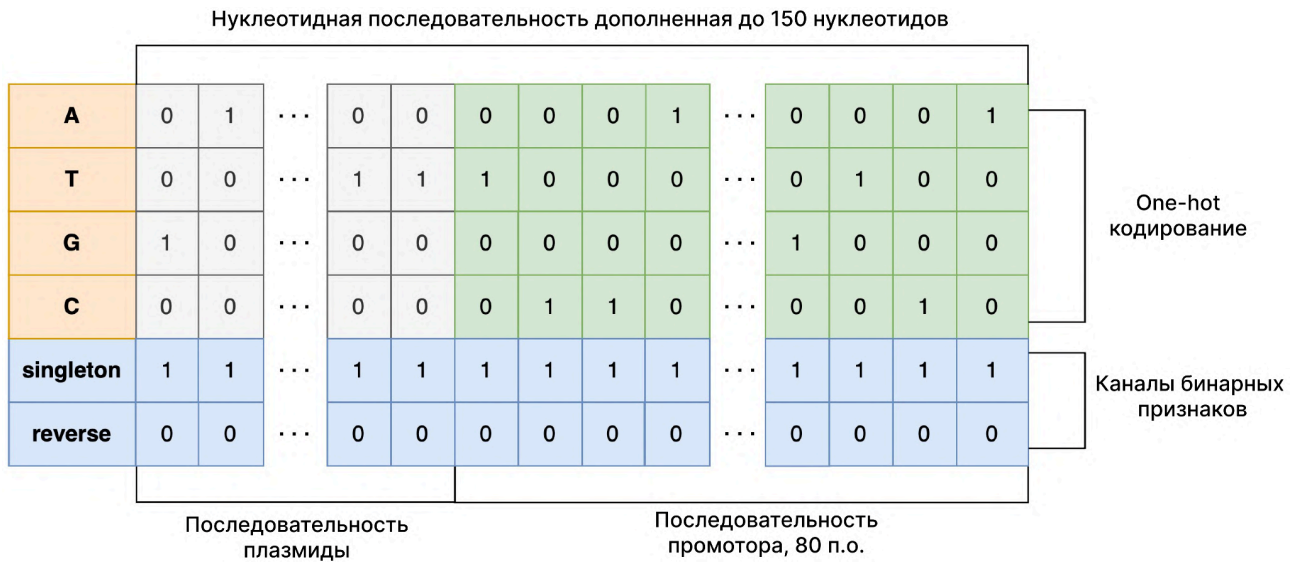 Нуклеотидная последовательность дополненная до 150 нуклеотидов
A 0 1 ... 0 0 0 0 0 1 ... 0 0 0 1
T 0 0 ... 1 1 1 0 0 0 ... 0 1 0 0
G 1 0 ... 0 0 0 0 0 0 ... 1 0 0 0
C 0 0 ... 0 0 0 1 1 0 ... 0 0 1 0
singleton 1 1 ... 1 1 1 1 1 1 ... 1 1 1 1
reverse 0 0 ... 0 0 0 0 0 0 ... 0 0 0 0
One-hot
кодирование
Каналы бинарных
признаков
Последовательность
плазмиды
Последовательность
промотора, 80 п.о.